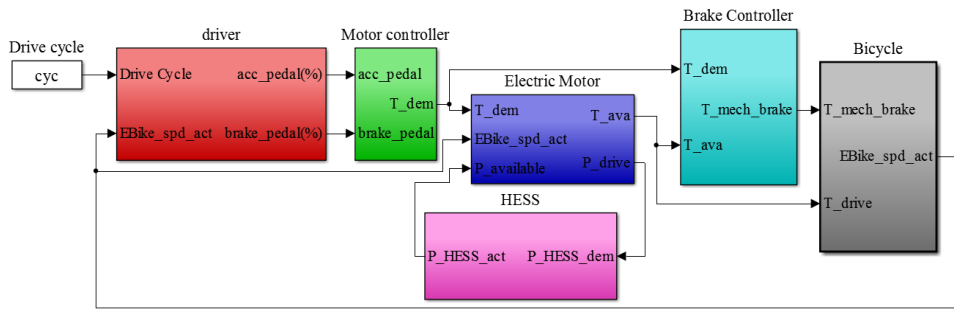 Drive cycle
cyc
driver
Drive Cycle
acc_pedal(%)
EBike_spd_act
brake_pedal(%)
Motor controller
acc_pedal
T_dem
brake_pedal
Electric Motor
T_dem
T_ava
EBike_spd_act
P_available
P_drive
HESS
P_HESS_act
P_HESS_dem
Brake Controller
T_dem
T_mech_brake
T_ava
Bicycle
T_mech_brake
EBike_spd_act
T_drive